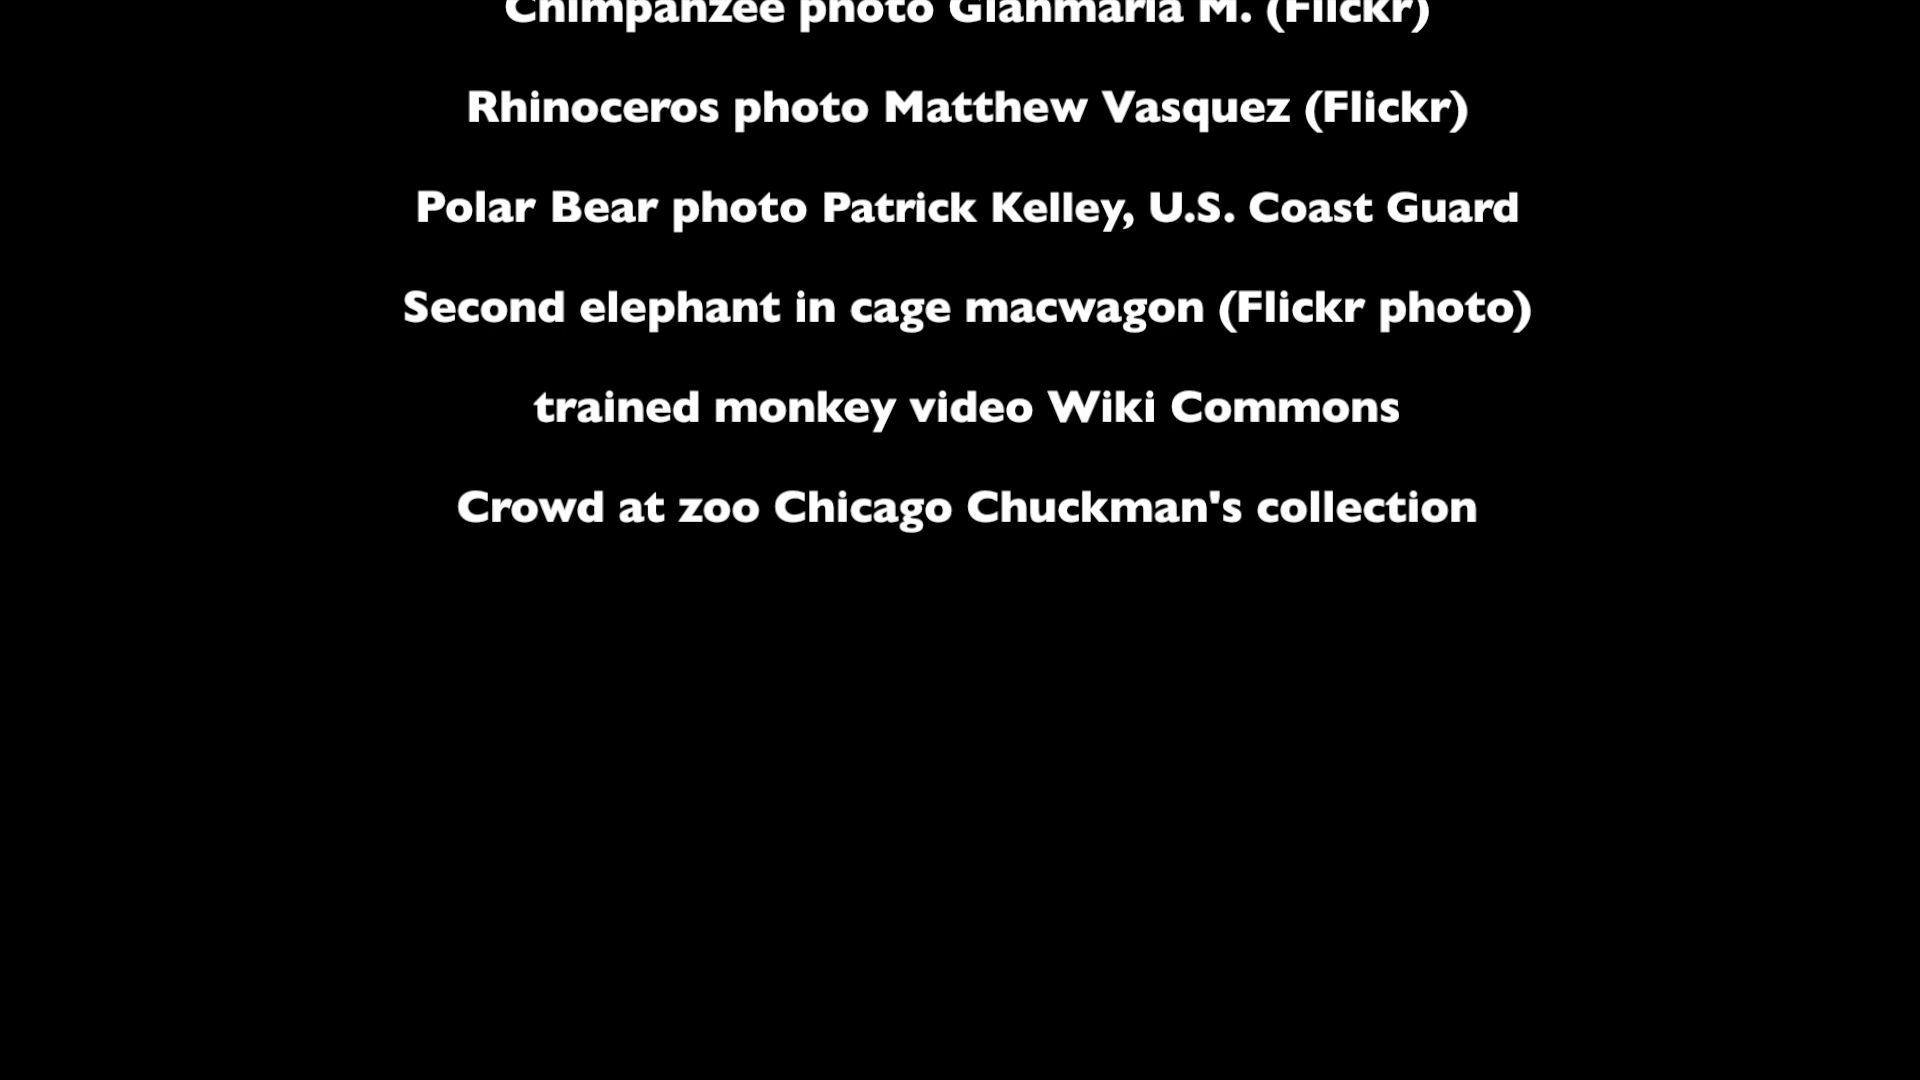 Chimpanzee photo Gianmaria M. (Flickr)
Rhinoceros photo Matthew Vasquez (Flickr)
Polar Bear photo Patrick Kelley, U.S. Coast Guard
Second elephant in cage macwagon (Flickr photo)
trained monkey video Wiki Commons
Crowd at zoo Chicago Chuckman's collection